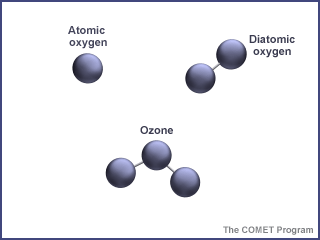 Atomic
oxygen
Diatomic
oxygen
Ozone
The COMET Program